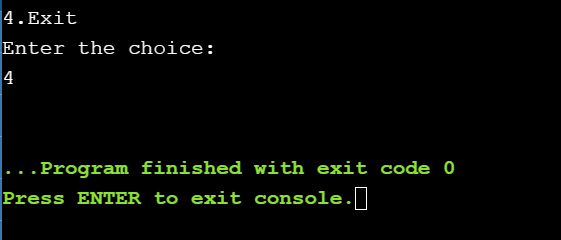 4.Exit
Enter the choice:
4
...Program finished with exit code 0
Press ENTER to exit console.